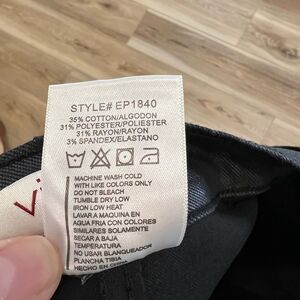 STYLE# EP1840
35% COTTON/ALGODON
31% POLYESTER/POLIESTER
31% RAYON/RAYON
3% SPANDEX/ELASTANO
MACHINE WASH COLD
WITH LIKE COLORS ONLY
DO NOT BLEACH
TUMBLE DRY LOW
IRON LOW HEAT
LAVAR A MAQUINA EN
AGUA FRIA CON COLORES
SIMILARES SOLAMENTE
SECAR A BAJA
TEMPERATURA
NO USAR BLANQUEADOR
PLANCHA TIBIA
HECHO EN